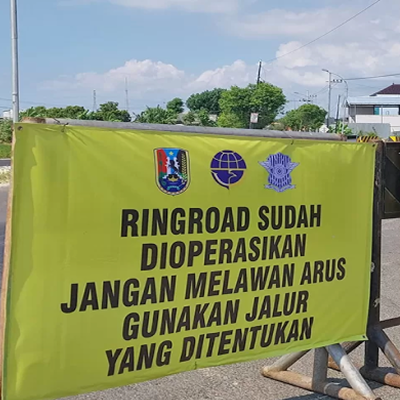 RINGROAD SUDAH
DIOPERASIKAN
JANGAN MELAWAN ARUS
GUNAKAN JALUR
YANG DITENTUKAN